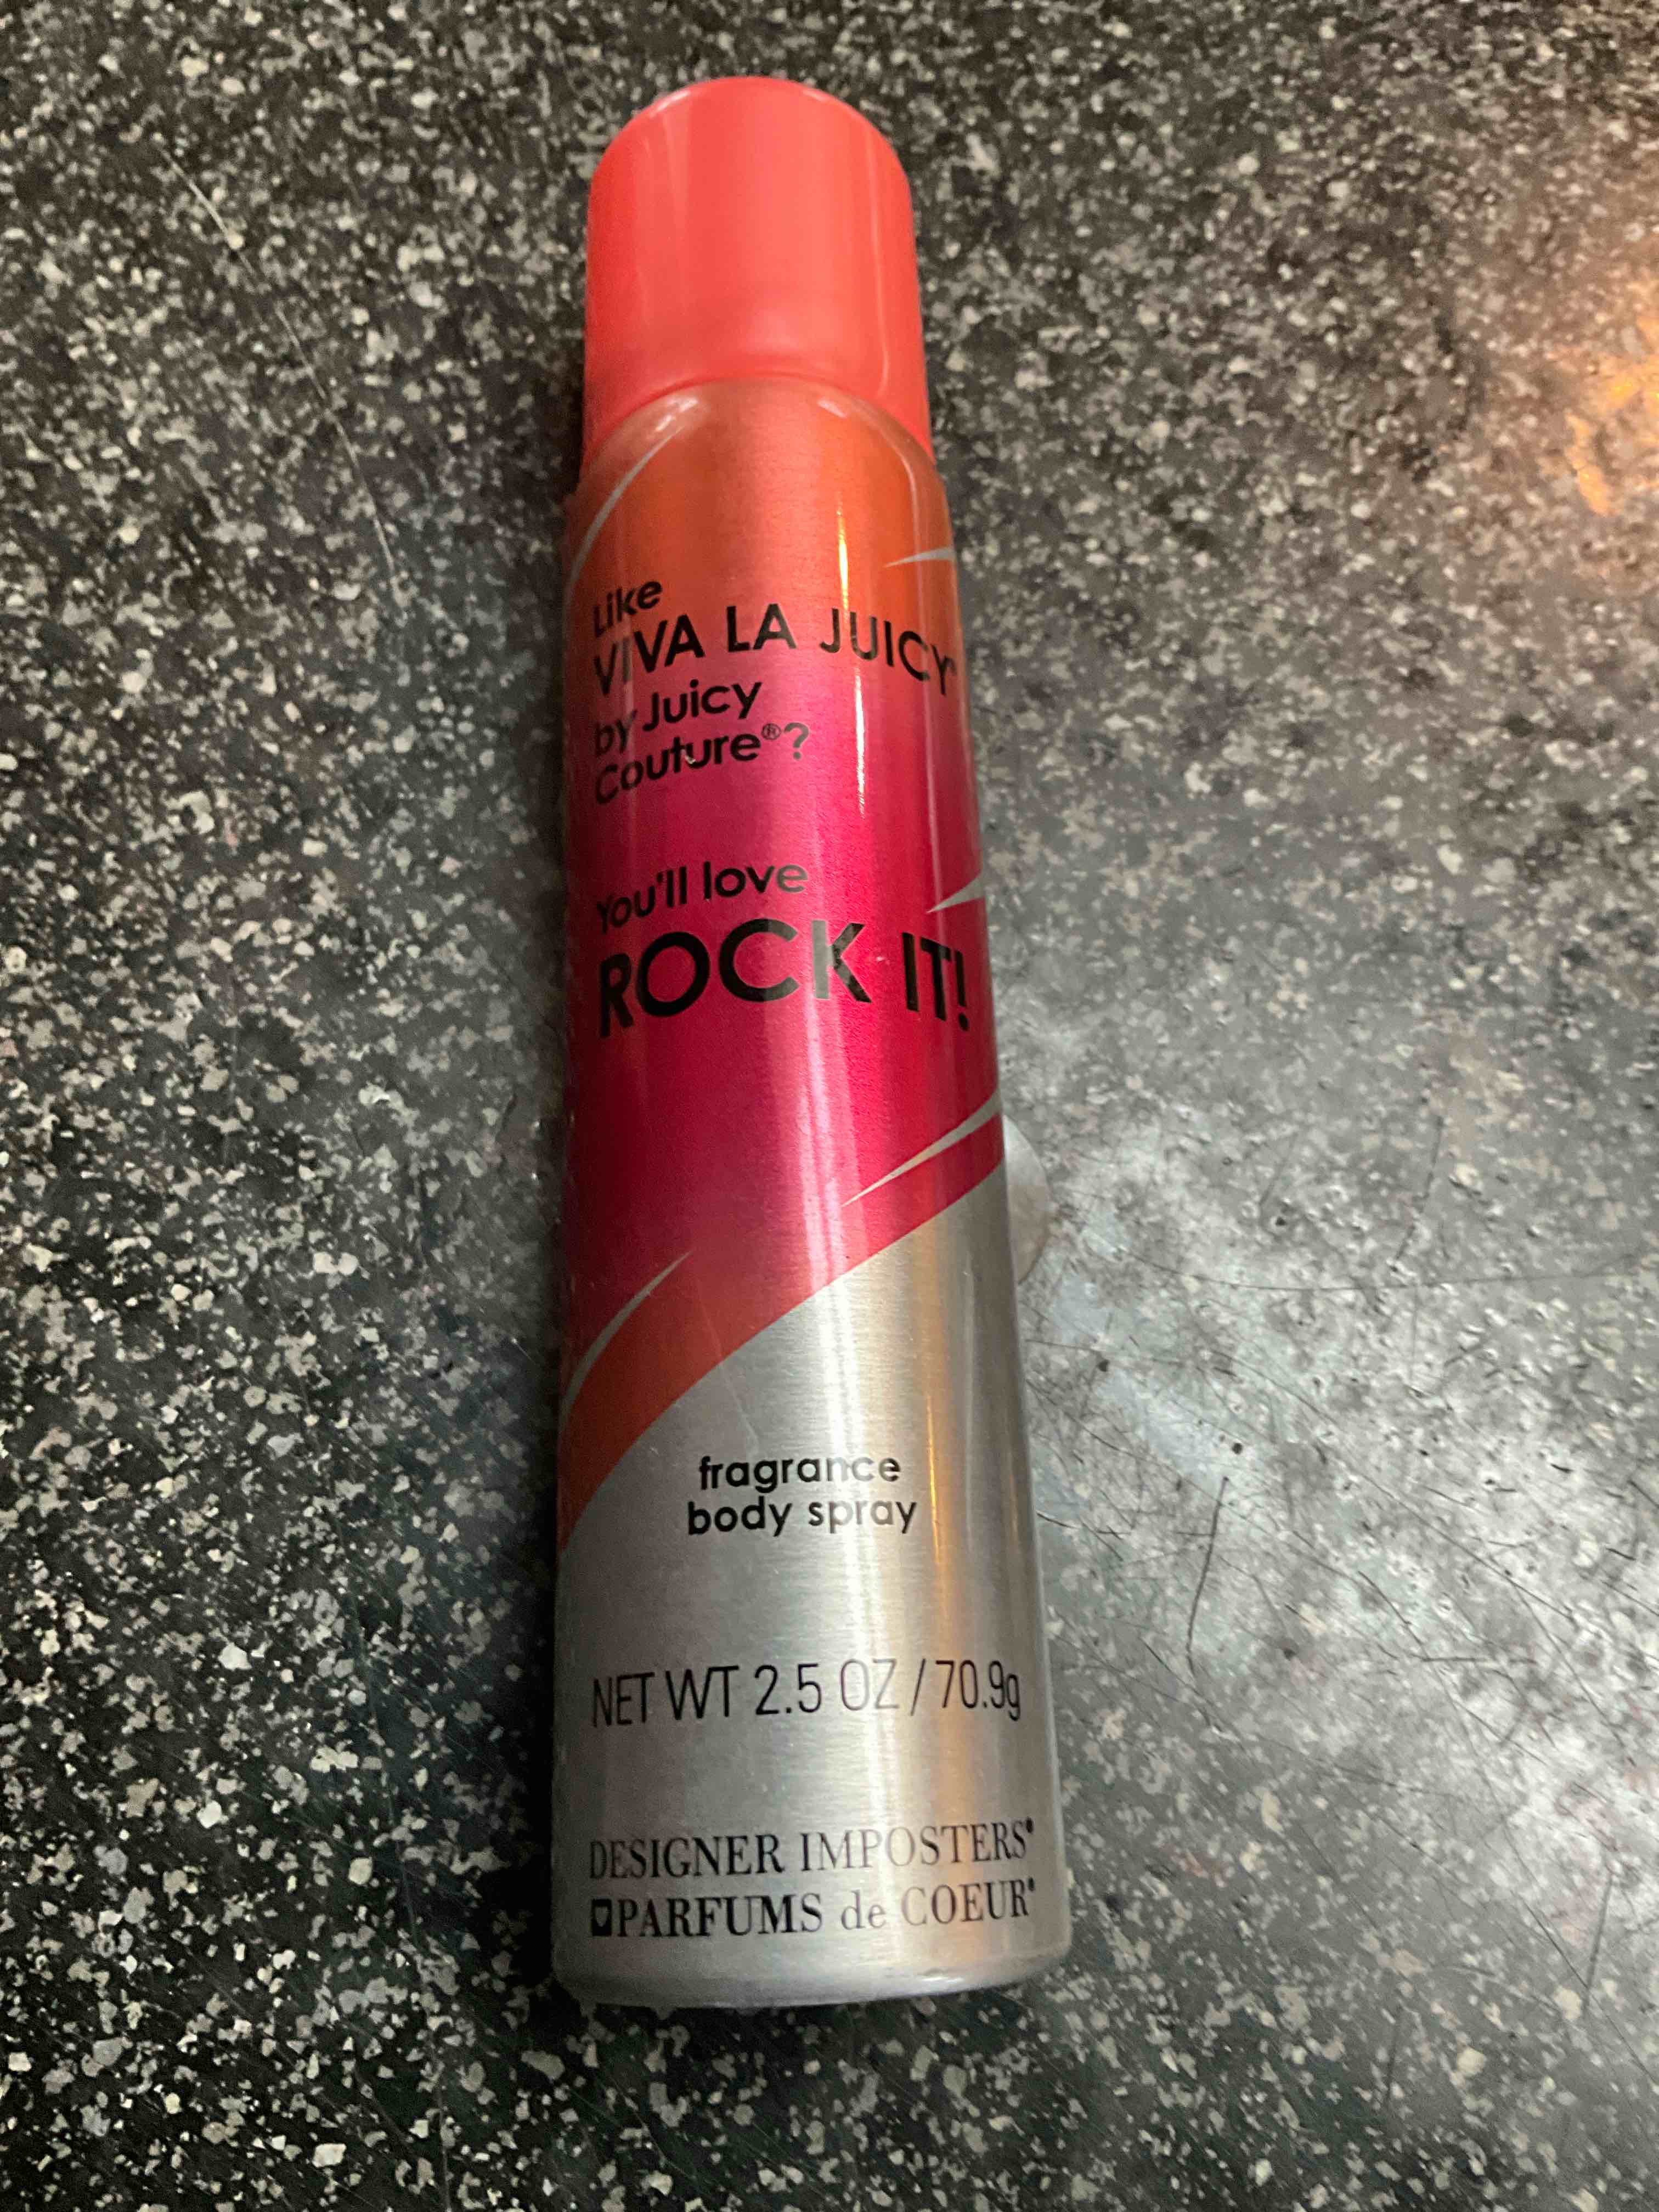 Like
VIVA LA JUICY®
by Juicy
Couture®?
You'll love
ROCK IT!
fragrance
body spray
NET WT 2.5 OZ / 70.9g
DESIGNER IMPOSTERS®
PARFUMS de COEUR®